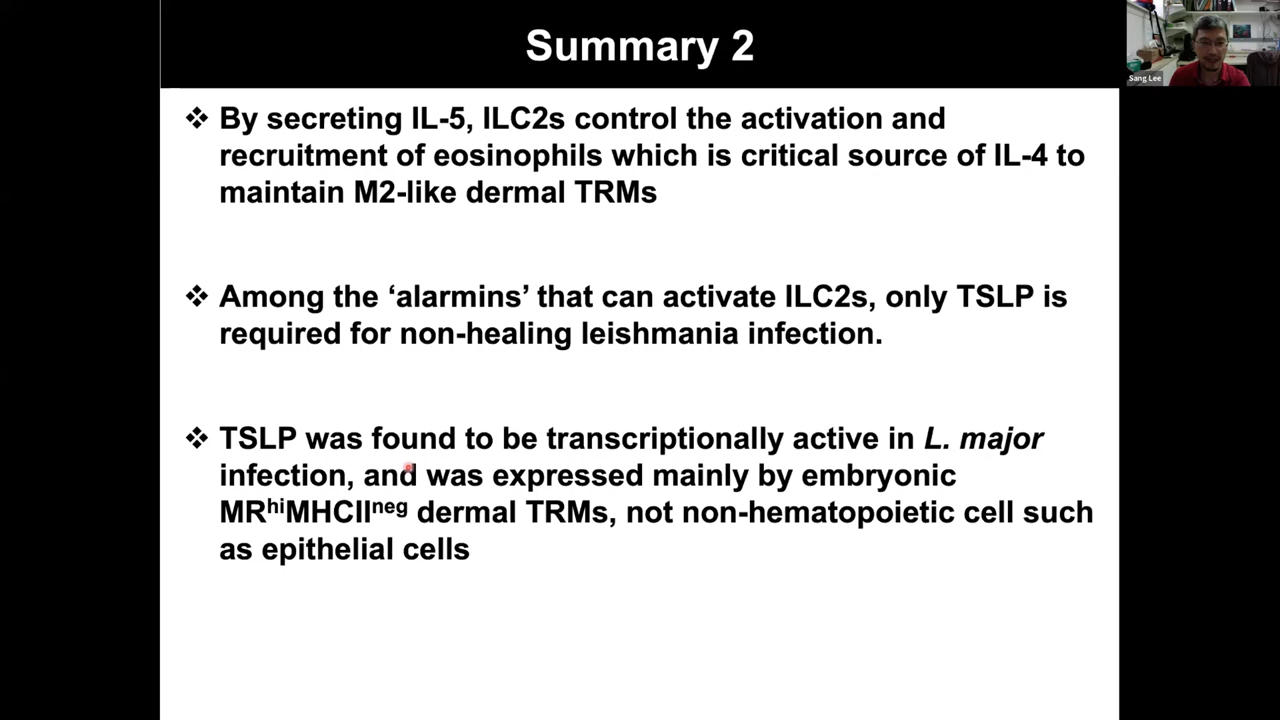 Summary 2
Sang Lee
❖ By secreting IL-5, ILC2s control the activation and
recruitment of eosinophils which is critical source of IL-4 to
maintain M2-like dermal TRMs
❖ Among the ‘alarmins’ that can activate ILC2s, only TSLP is
required for non-healing leishmania infection.
❖ TSLP was found to be transcriptionally active in L. major
infection, and was expressed mainly by embryonic
MRʰⁱMHCIIⁿᵉᵍ dermal TRMs, not non-hematopoietic cell such
as epithelial cells